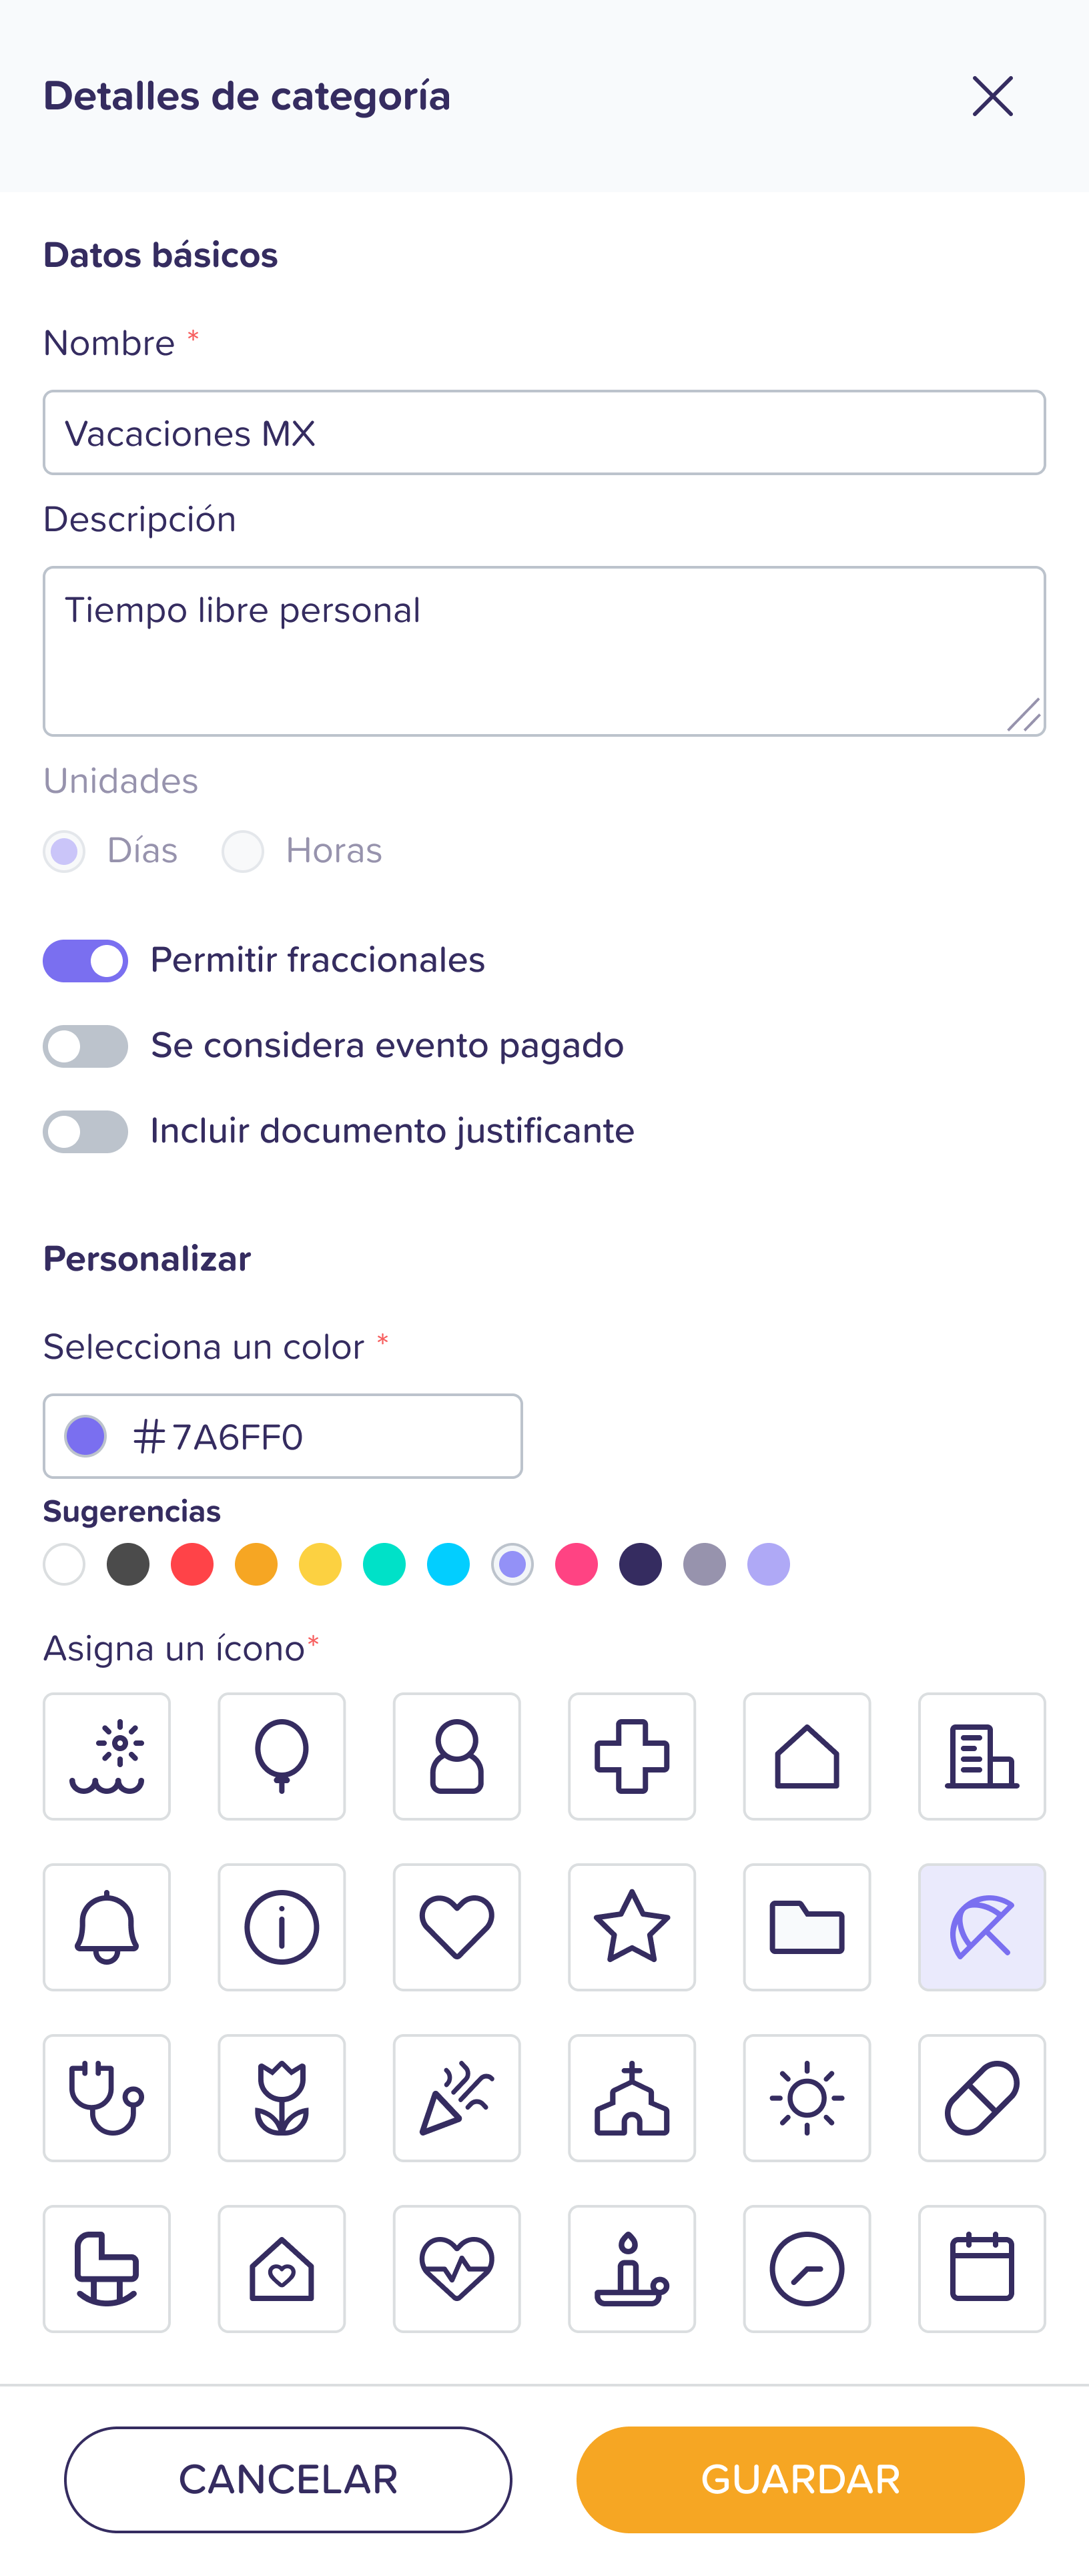 Detalles de categoría
Datos básicos
Nombre *
Vacaciones MX
Descripción
Tiempo libre personal
Unidades
Días Horas
Permitir fraccionales
Se considera evento pagado
Incluir documento justificante
Personalizar
Selecciona un color *
#7A6FF0
Sugerencias
Asigna un ícono*
CANCELAR GUARDAR